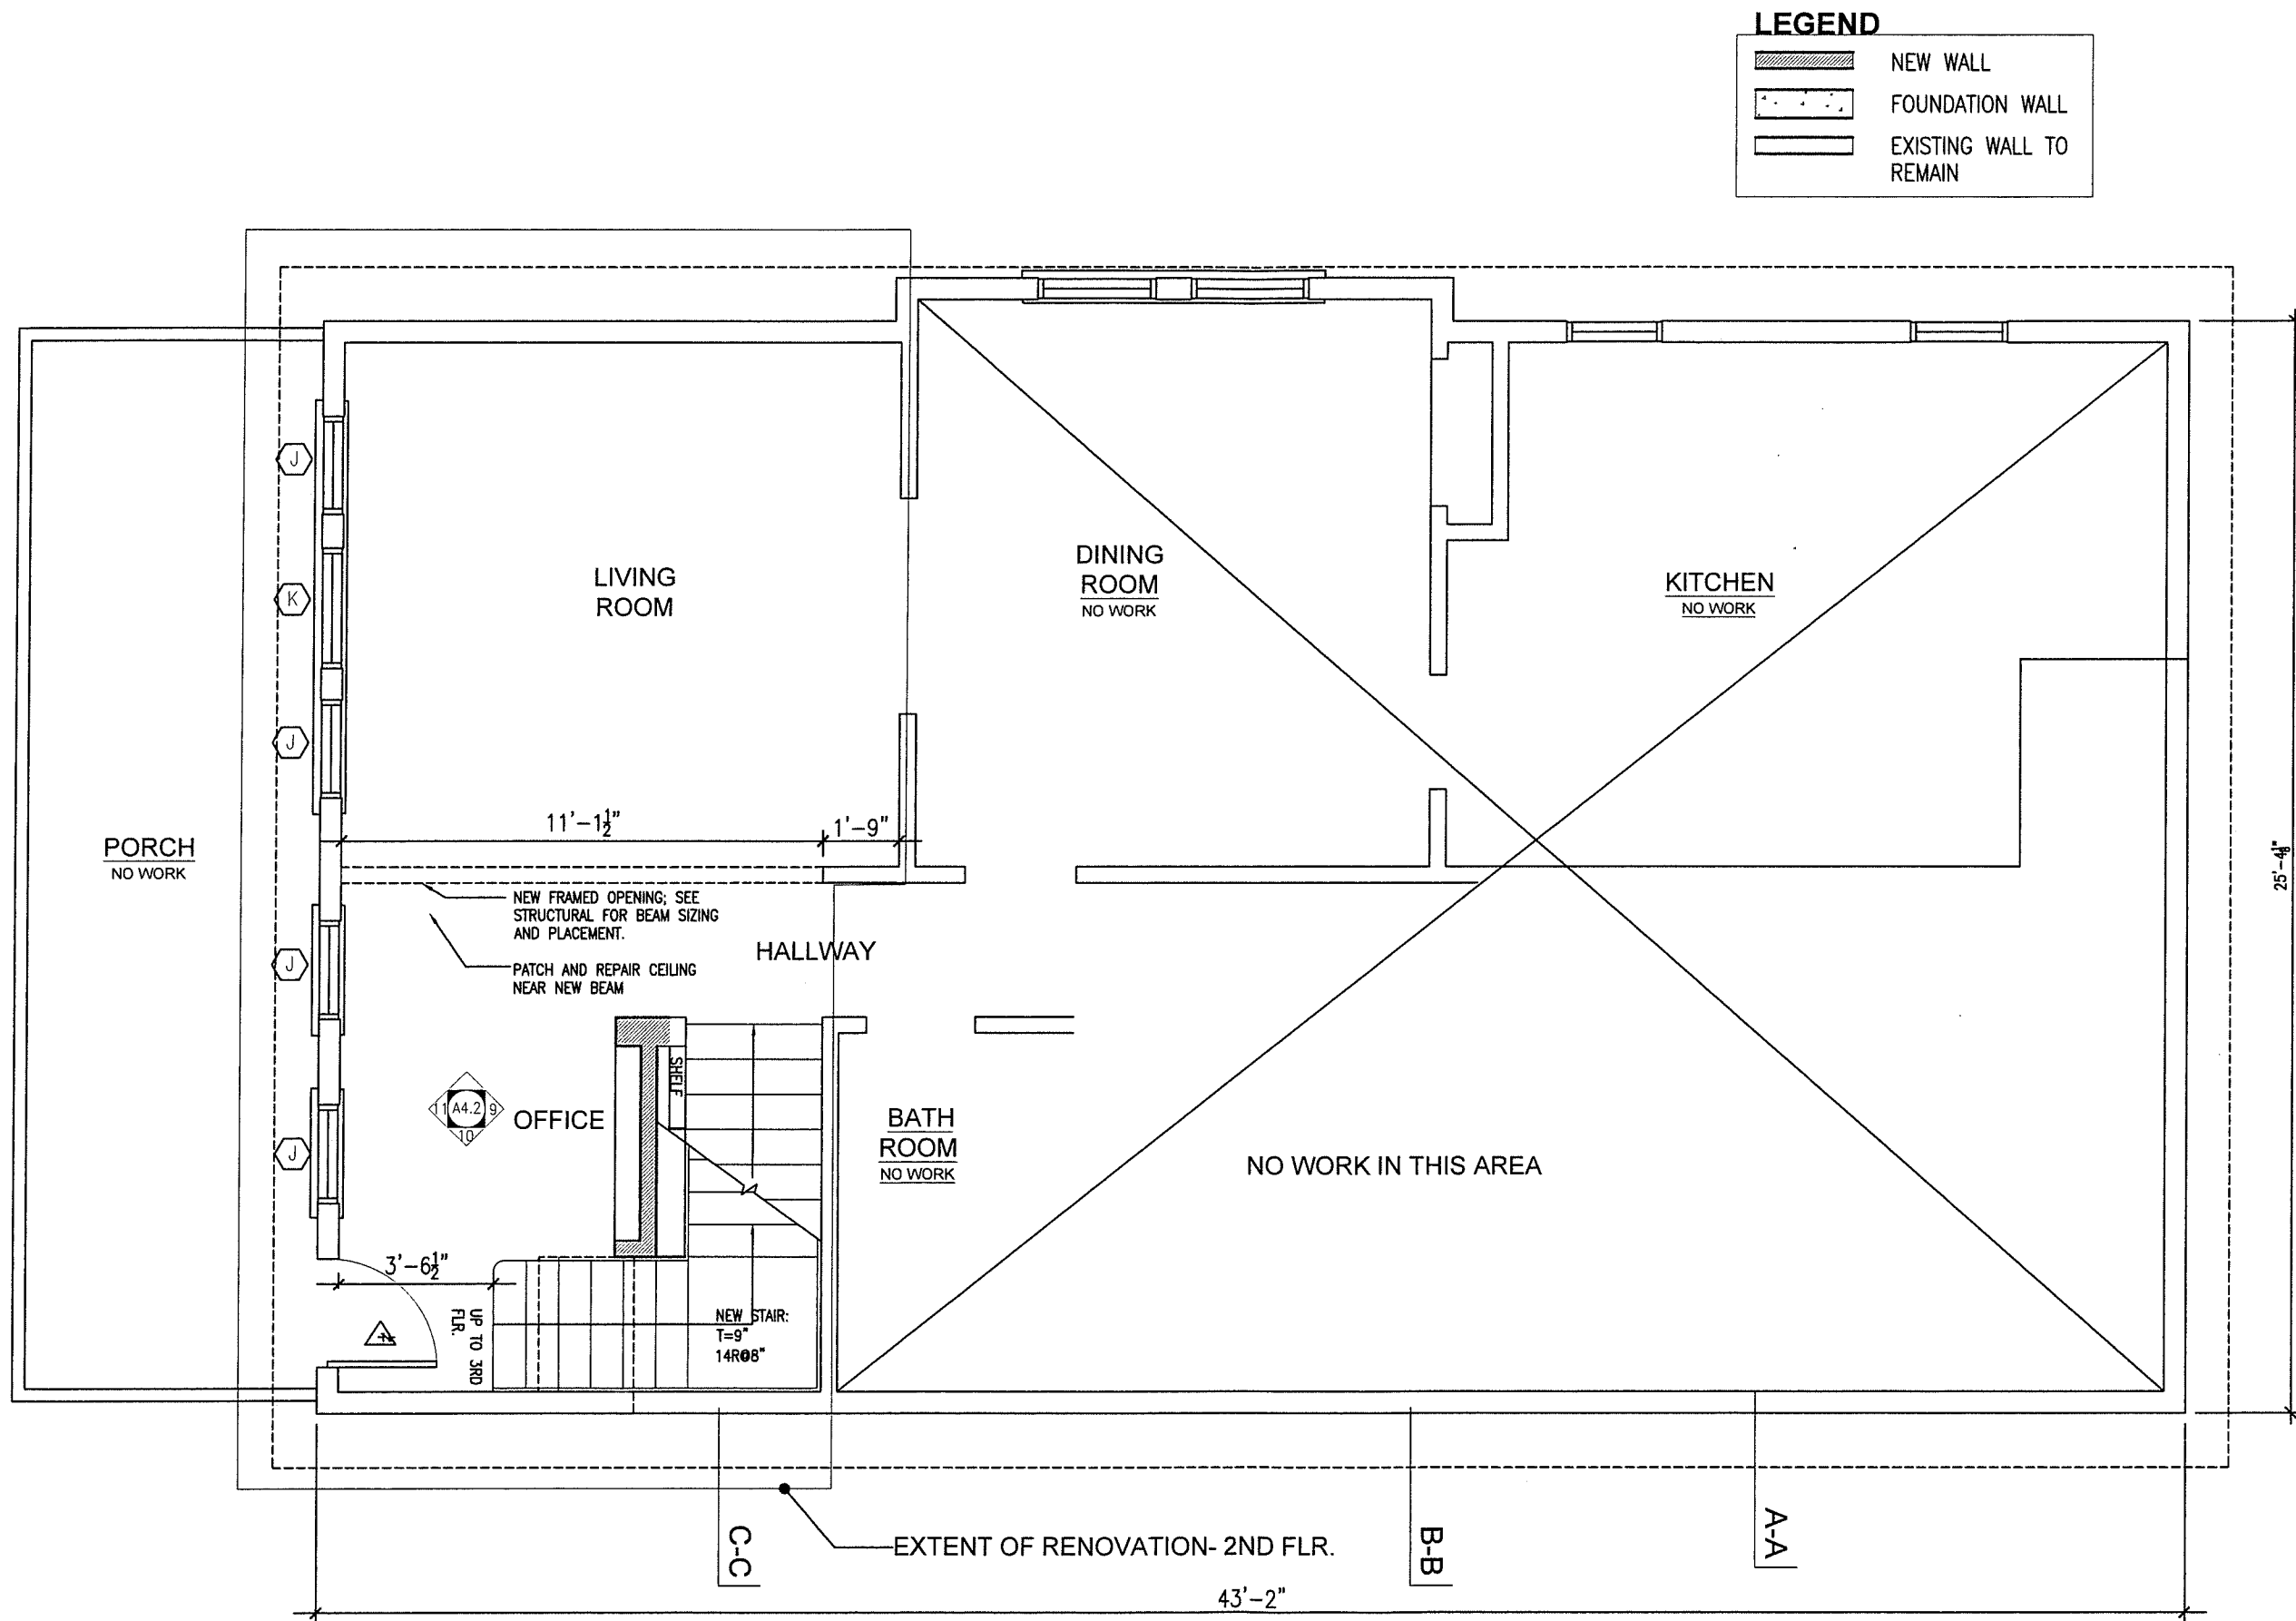 LEGEND
NEW WALL
FOUNDATION WALL
EXISTING WALL TO
REMAIN
J
K
J
J
J
LIVING
ROOM
DINING
ROOM
NO WORK
KITCHEN
NO WORK
PORCH
NO WORK
11'-1½"
1'-9"
NEW FRAMED OPENING; SEE
STRUCTURAL FOR BEAM SIZING
AND PLACEMENT.
PATCH AND REPAIR CEILING
NEAR NEW BEAM
HALLWAY
SHELF
11 A4.2 9
10
OFFICE
BATH
ROOM
NO WORK
NO WORK IN THIS AREA
3'-6½"
UP TO 3RD
FLR.
NEW STAIR:
T=9"
14R@8"
EXTENT OF RENOVATION- 2ND FLR.
C-C
B-B
A-A
43'-2"